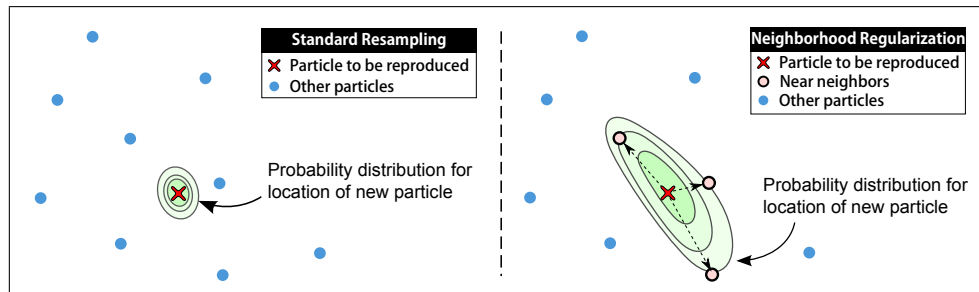 Standard Resampling
Particle to be reproduced
Other particles
Probability distribution for
location of new particle
Neighborhood Regularization
Particle to be reproduced
Near neighbors
Other particles
Probability distribution for
location of new particle